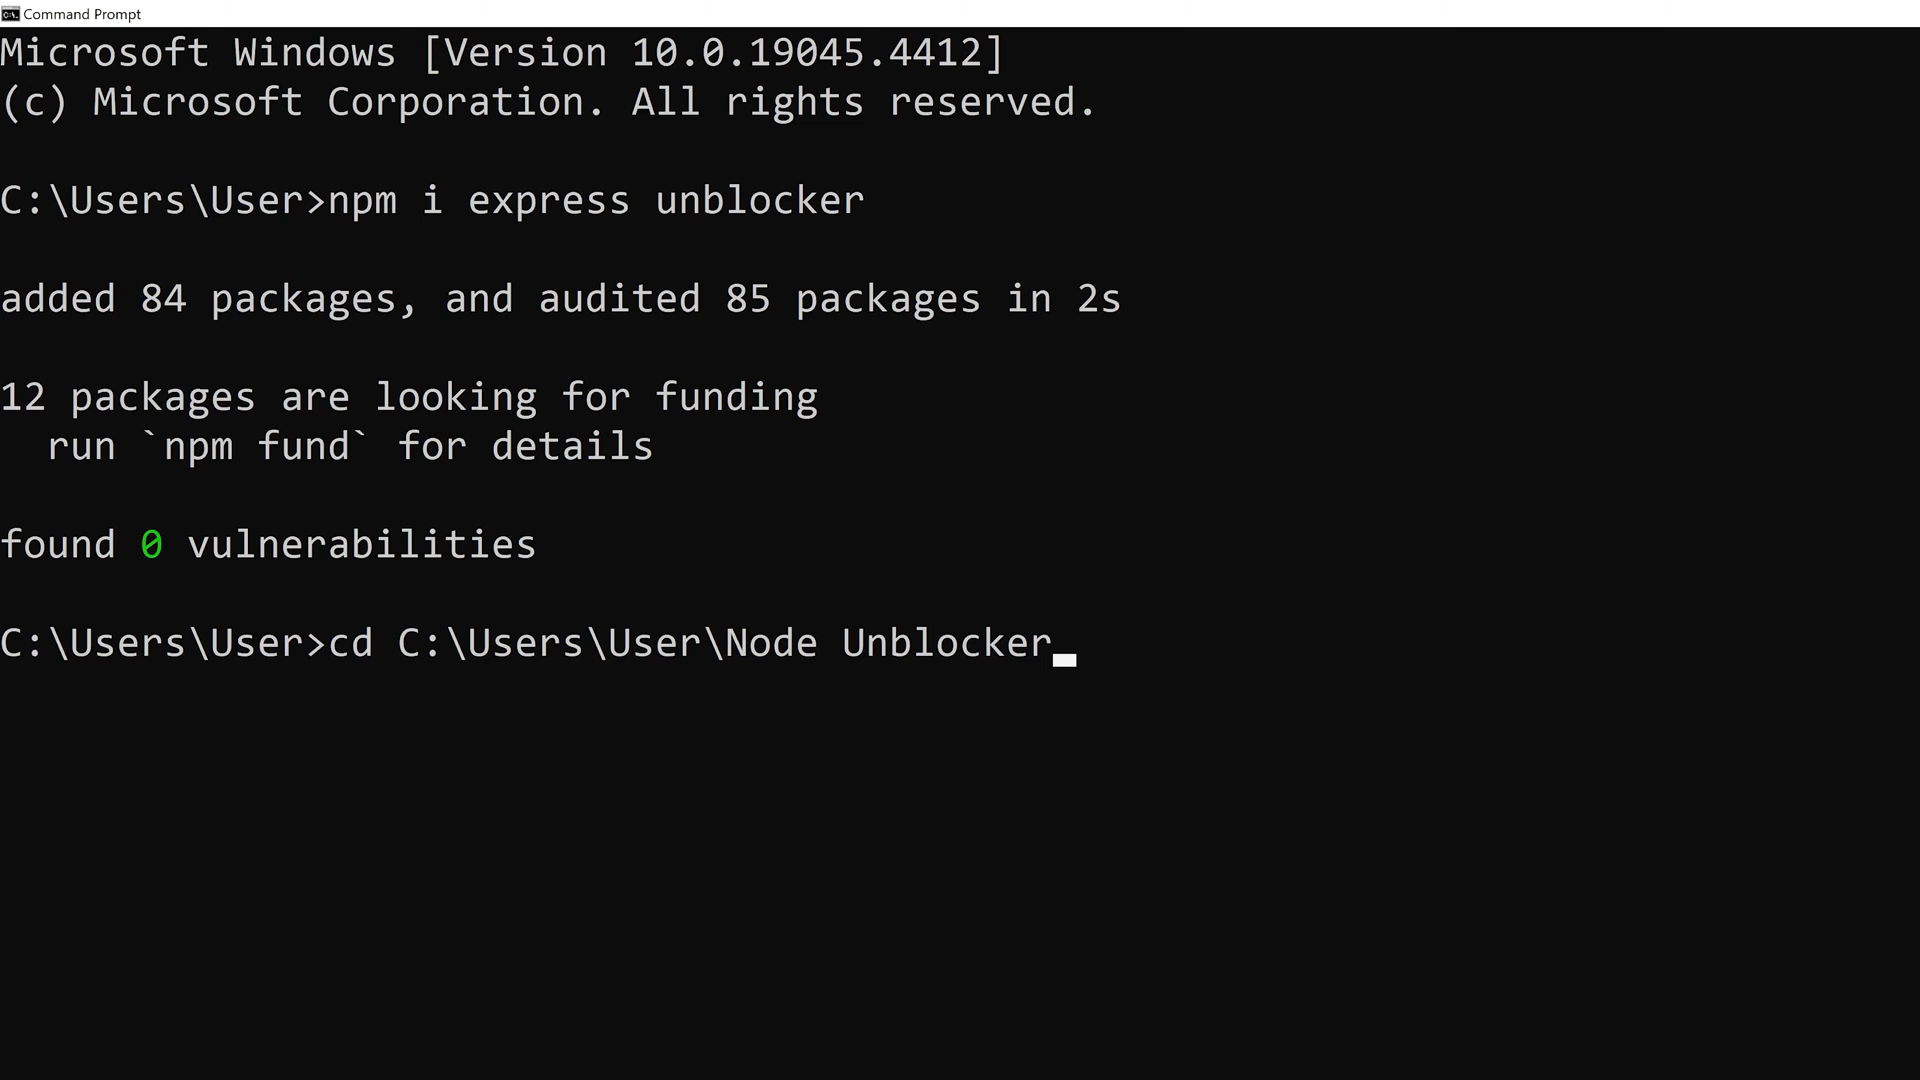 Command Prompt
Microsoft Windows [Version 10.0.19045.4412]
(c) Microsoft Corporation. All rights reserved.
C:\Users\User>npm i express unblocker
added 84 packages, and audited 85 packages in 2s
12 packages are looking for funding
  run `npm fund` for details
found 0 vulnerabilities
C:\Users\User>cd C:\Users\User\Node Unblocker